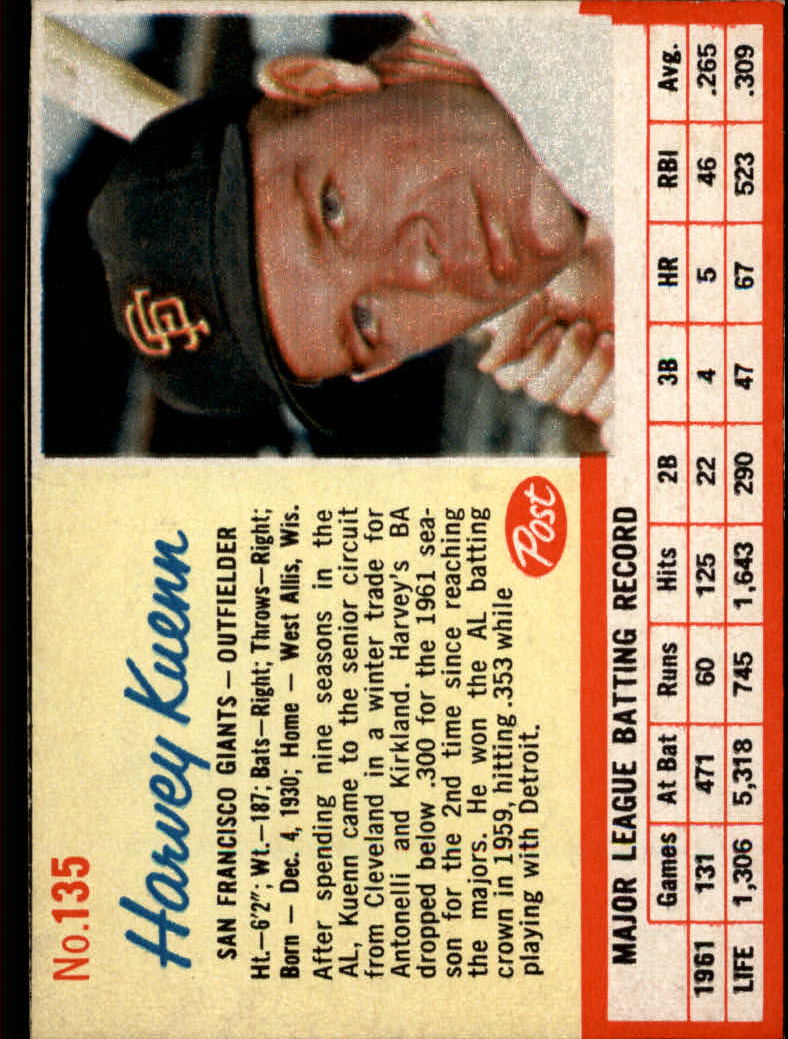 No.135
Harvey Kuenn
SAN FRANCISCO GIANTS — OUTFIELDER
Ht.—6'2"; Wt.—187; Bats—Right; Throws—Right;
Born — Dec. 4, 1930; Home — West Allis, Wis.
After spending nine seasons in the
AL, Kuenn came to the senior circuit
from Cleveland in a winter trade for
Antonelli and Kirkland. Harvey's BA
dropped below .300 for the 1961 sea-
son for the 2nd time since reaching
the majors. He won the AL batting
crown in 1959, hitting .353 while
playing with Detroit.
Post
SF
MAJOR LEAGUE BATTING RECORD
Games At Bat Runs Hits 2B 3B HR RBI Avg.
1961 131 471 60 125 22 4 5 46 .265
LIFE 1,306 5,318 745 1,643 290 47 67 523 .309